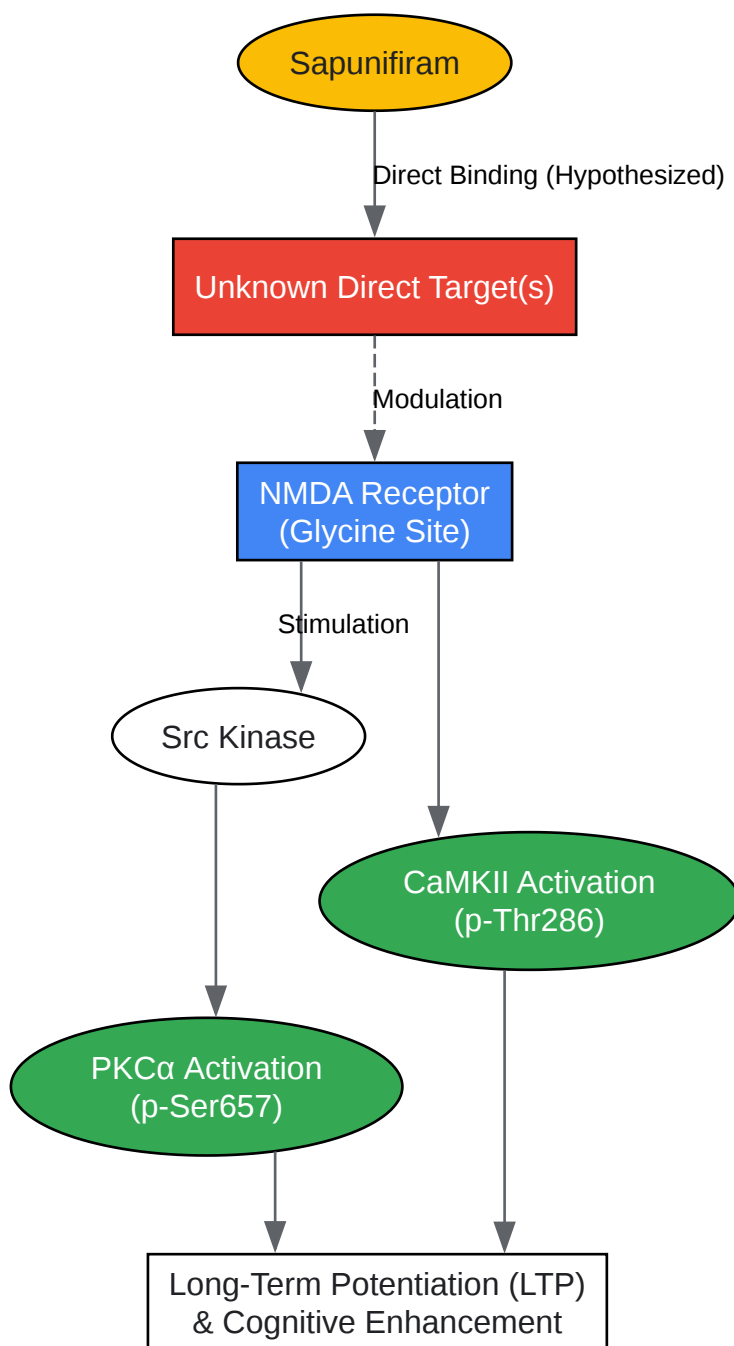 Sapunifiram
Direct Binding (Hypothesized)
Unknown Direct Target(s)
Modulation
NMDA Receptor
(Glycine Site)
Stimulation
Src Kinase
CaMKII Activation
(p-Thr286)
PKCα Activation
(p-Ser657)
Long-Term Potentiation (LTP)
& Cognitive Enhancement